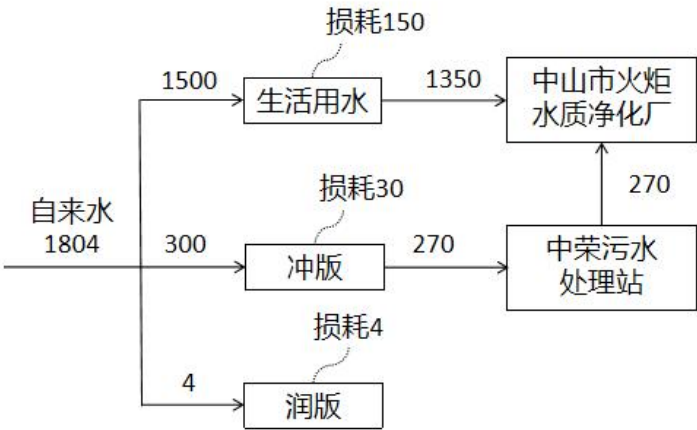 损耗150
1500
生活用水
1350
中山市火炬
水质净化厂
270
自来水
1804
损耗30
300
冲版
270
中荣污水
处理站
损耗4
4
润版